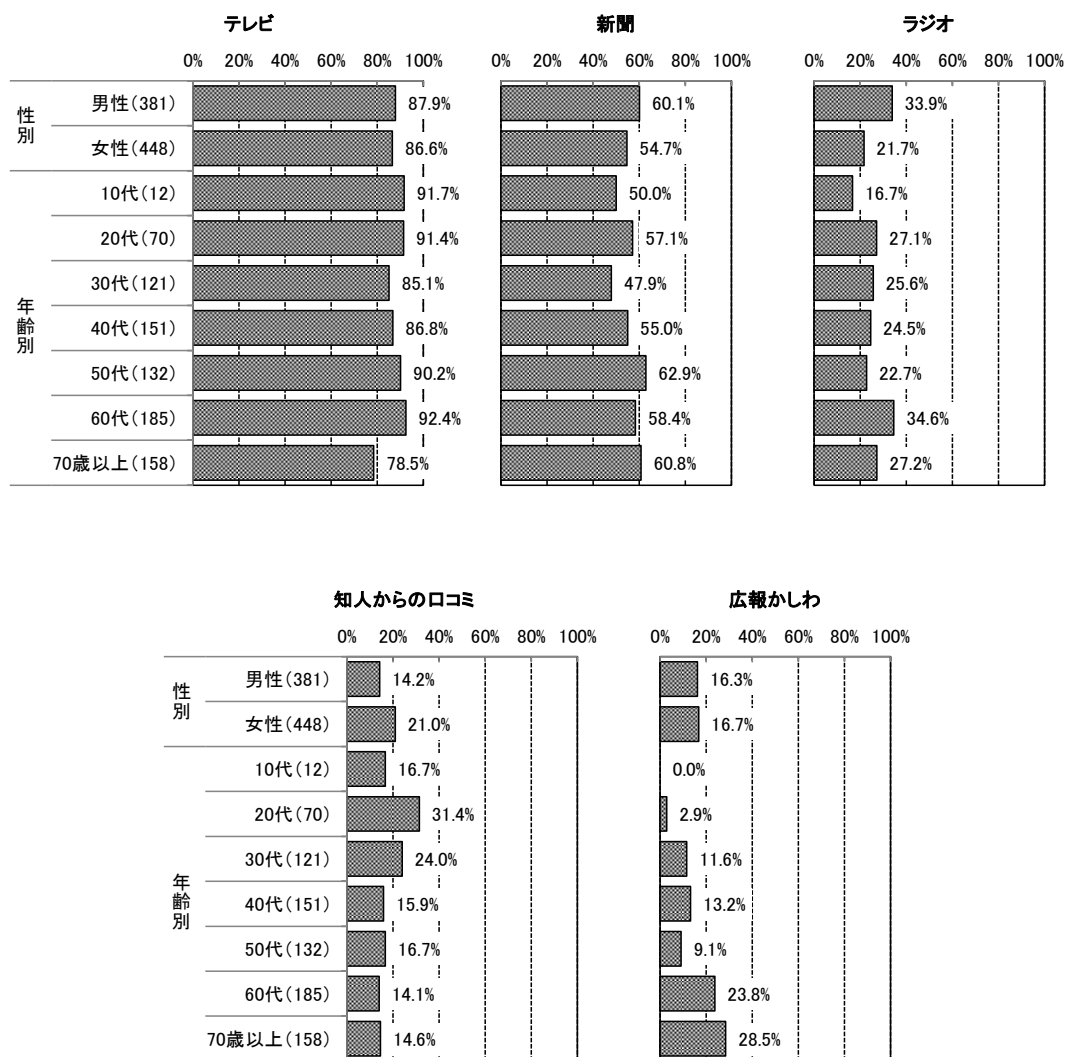 テレビ 新聞 ラジオ
0% 20% 40% 60% 80% 100% 0% 20% 40% 60% 80% 100% 0% 20% 40% 60% 80% 100%
性別
男性(381) 87.9% 60.1% 33.9%
女性(448) 86.6% 54.7% 21.7%
年齢別
10代(12) 91.7% 50.0% 16.7%
20代(70) 91.4% 57.1% 27.1%
30代(121) 85.1% 47.9% 25.6%
40代(151) 86.8% 55.0% 24.5%
50代(132) 90.2% 62.9% 22.7%
60代(185) 92.4% 58.4% 34.6%
70歳以上(158) 78.5% 60.8% 27.2%
知人からの口コミ 広報かしわ
0% 20% 40% 60% 80% 100% 0% 20% 40% 60% 80% 100%
性別
男性(381) 14.2% 16.3%
女性(448) 21.0% 16.7%
年齢別
10代(12) 16.7% 0.0%
20代(70) 31.4% 2.9%
30代(121) 24.0% 11.6%
40代(151) 15.9% 13.2%
50代(132) 16.7% 9.1%
60代(185) 14.1% 23.8%
70歳以上(158) 14.6% 28.5%